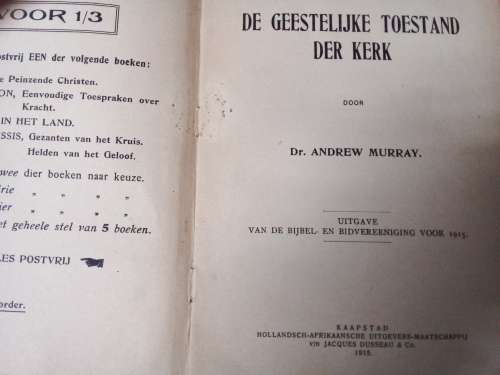 VOOR 1/3
ostvrij EEN der volgende boeken:
e Peinzende Christen.
ON, Eenvoudige Toespraken over
Kracht.
IN HET LAND.
SSIS, Gezanten van het Kruis.
Helden van het Geloof.
wee dier boeken naar keuze.
rie „ „ „ „
ier „ „ „ „
et geheele stel van 5 boeken.
LES POSTVRIJ
order.
DE GEESTELIJKE TOESTAND
DER KERK
DOOR
Dr. ANDREW MURRAY.
UITGAVE
VAN DE BIJBEL- EN BIDVEREENIGING VOOR 1915.
KAAPSTAD
HOLLANDSCH-AFRIKAANSCHE UITGEVERS-MAATSCHAPPIJ
v/h JACQUES DUSSEAU & Co.
1915.